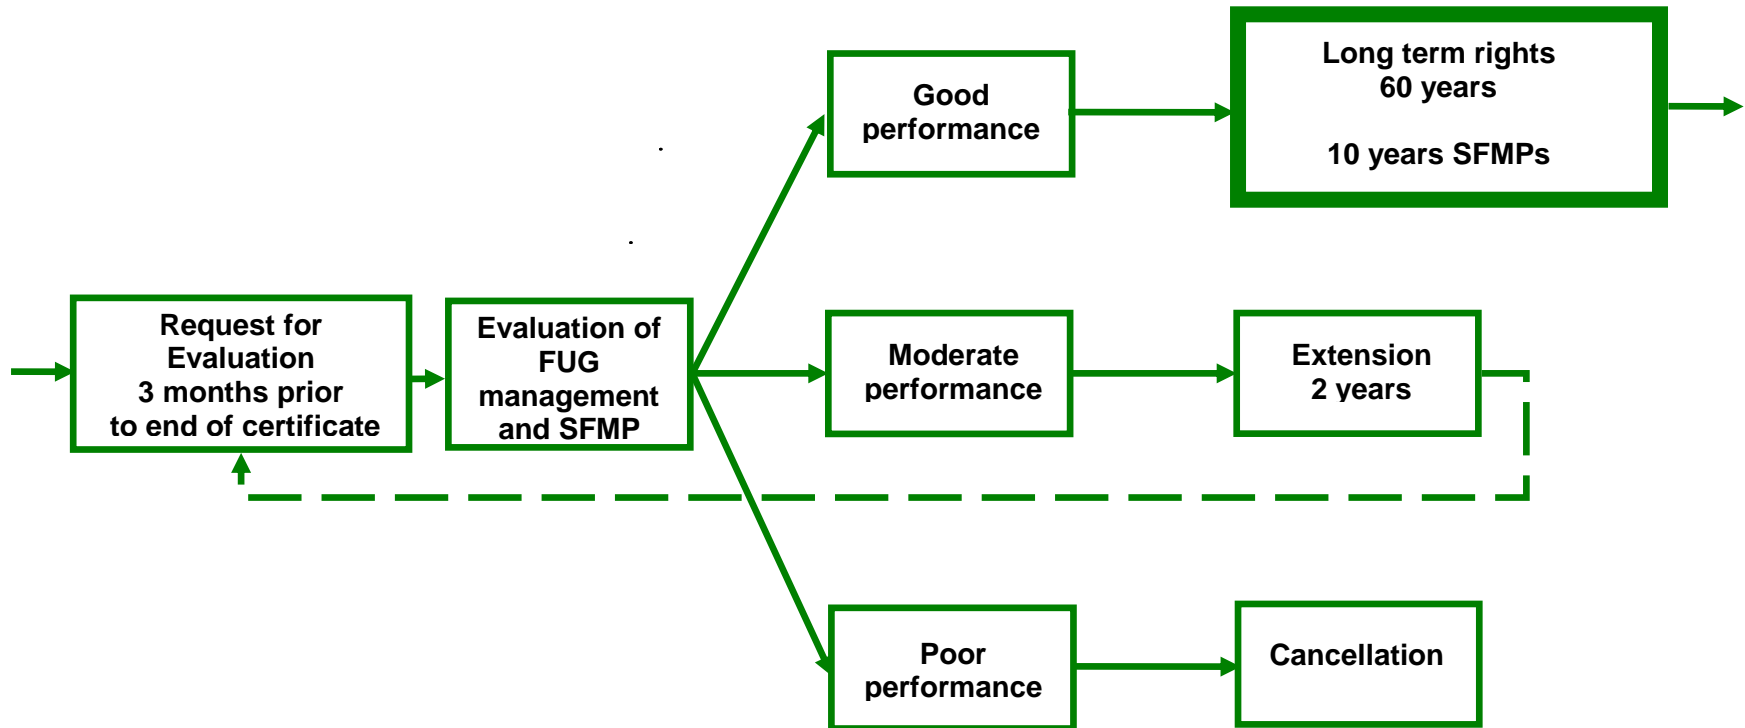 Request for
Evaluation
3 months prior
to end of certificate
Evaluation of
FUG
management
and SFMP
Good
performance
Long term rights
60 years
10 years SFMPs
Moderate
performance
Extension
2 years
Poor
performance
Cancellation